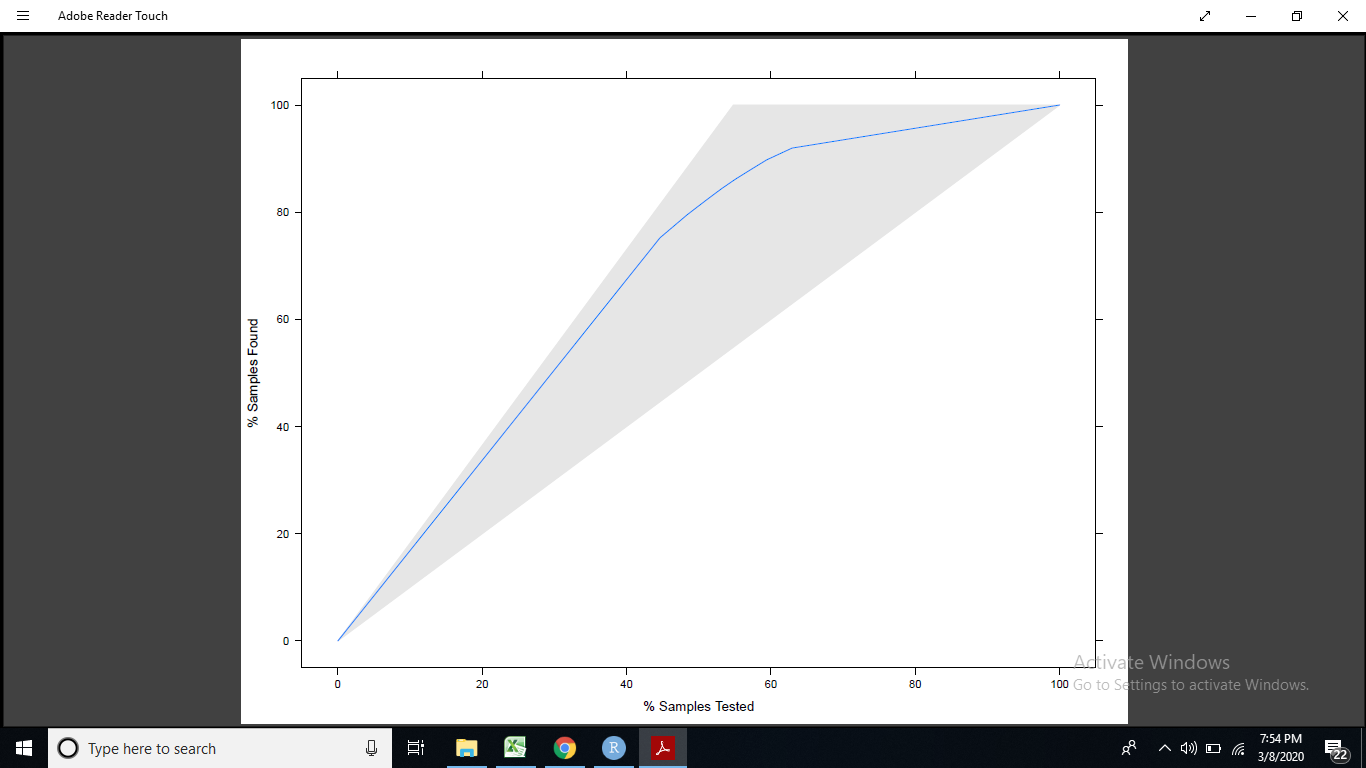 Adobe Reader Touch
100
80
60
40
20
0
% Samples Found
0 20 40 60 80 100
% Samples Tested
Activate Windows
Go to Settings to activate Windows.
Type here to search
R
7:54 PM
3/8/2020
22